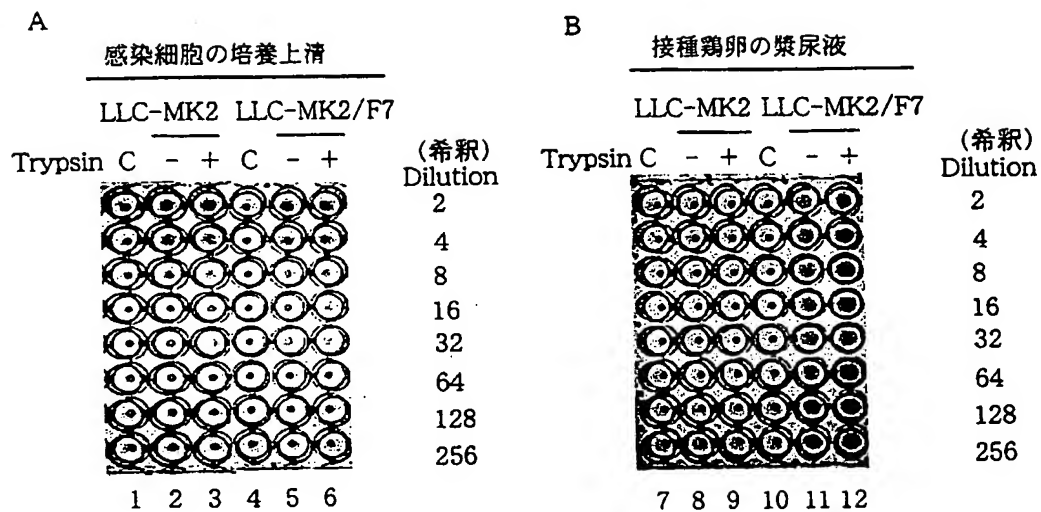 A
感染細胞の培養上清
LLC-MK2 LLC-MK2/F7
Trypsin C - + C - +
(希釈)
Dilution
2
4
8
16
32
64
128
256
1 2 3 4 5 6
B
接種鶏卵の漿尿液
LLC-MK2 LLC-MK2/F7
Trypsin C - + C - +
(希釈)
Dilution
2
4
8
16
32
64
128
256
7 8 9 10 11 12